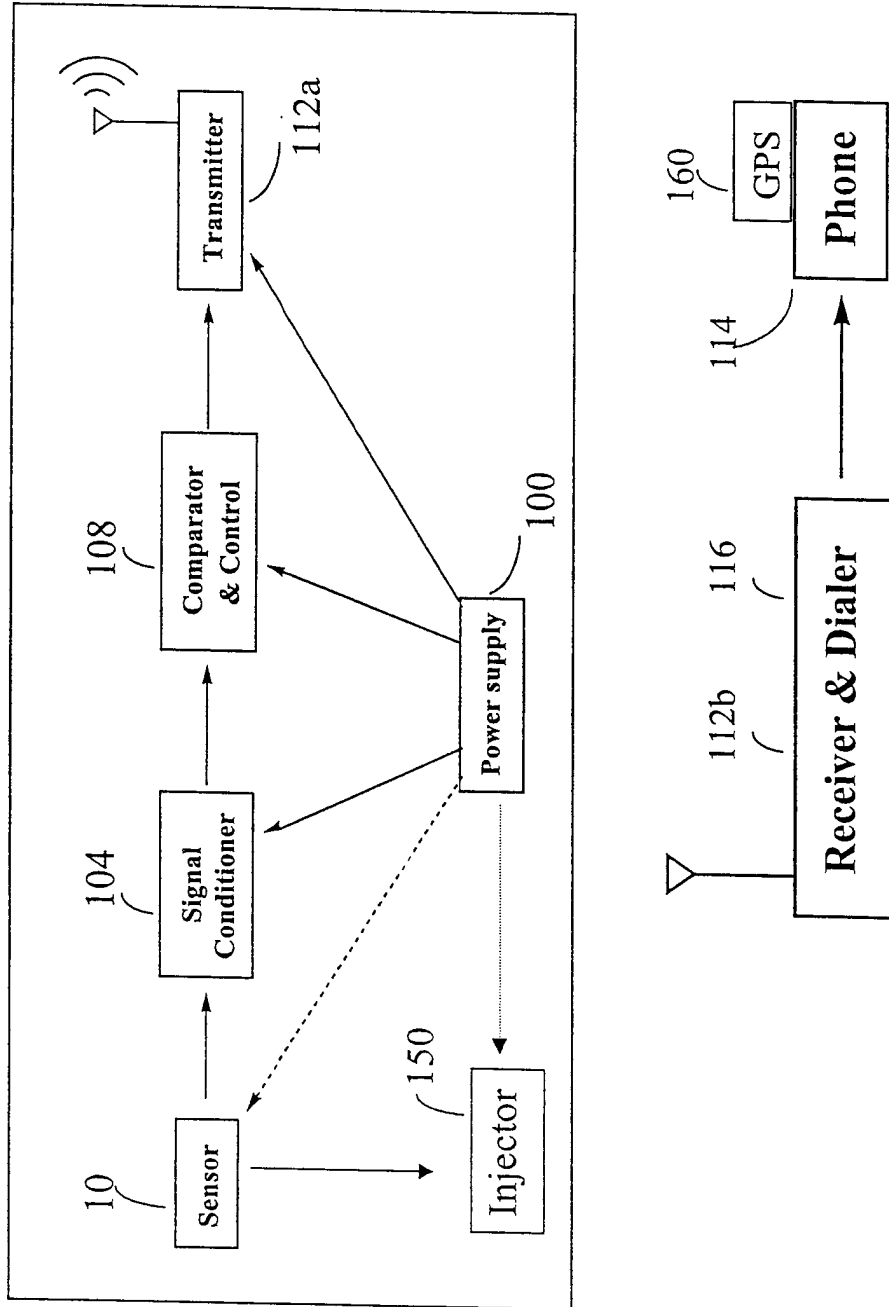 10
Sensor
104
Signal
Conditioner
108
Comparator
& Control
Transmitter
112a
150
Injector
Power supply
100
112b
116
Receiver & Dialer
114
160
GPS
Phone